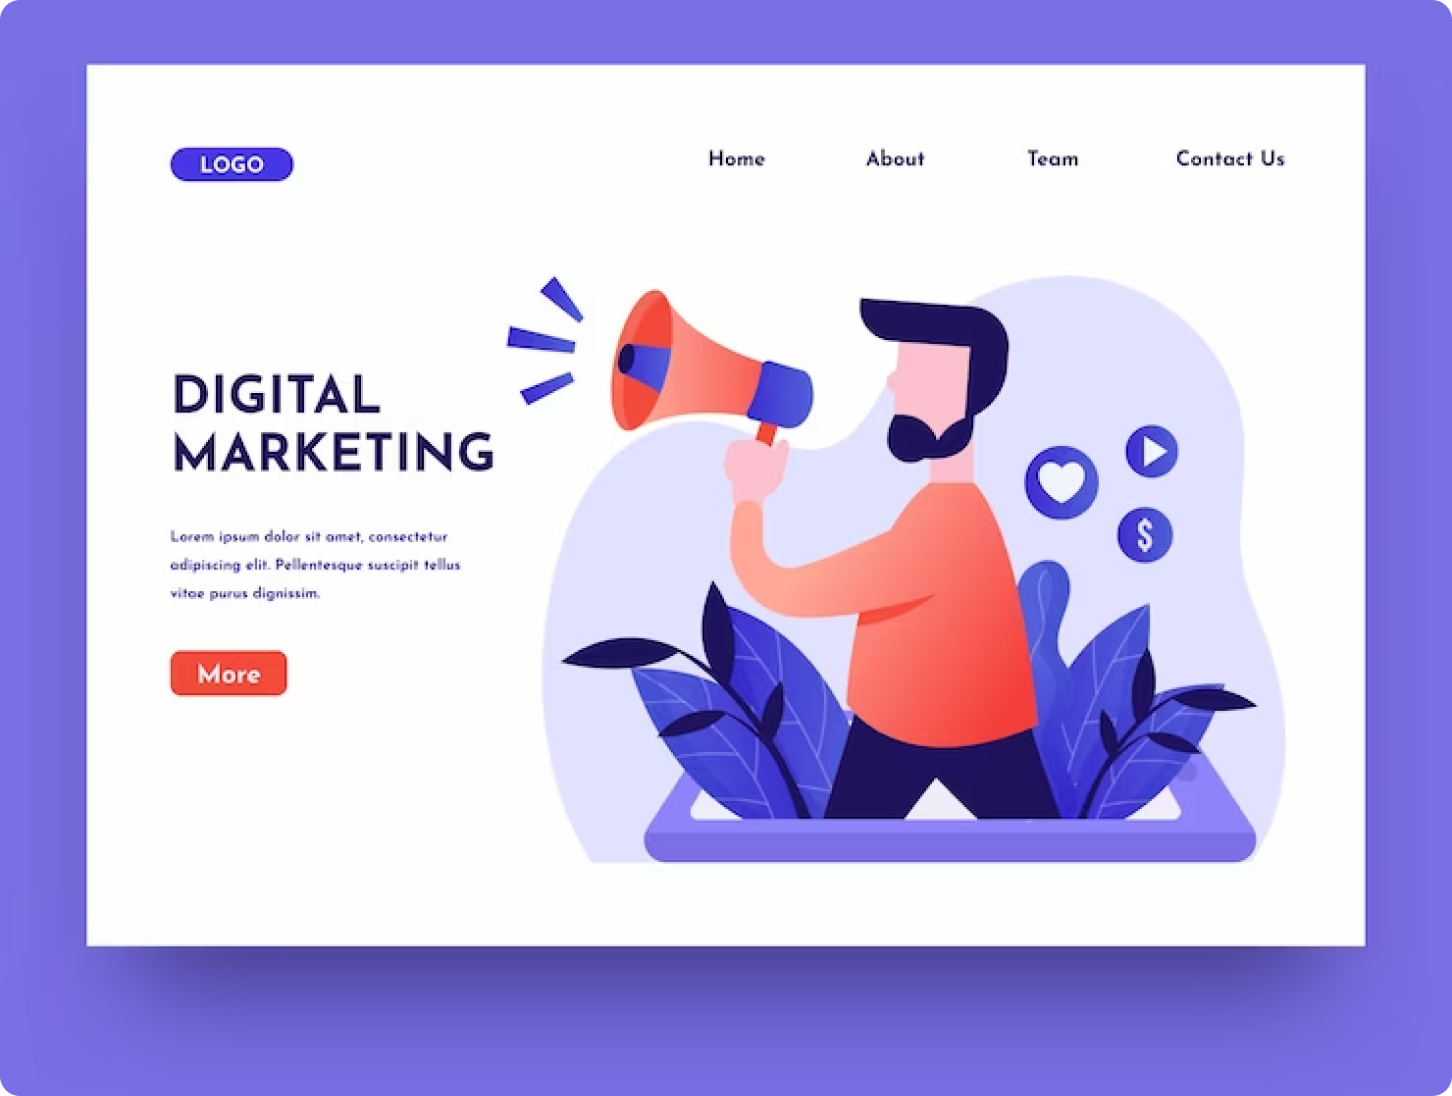 LOGO
Home About Team Contact Us
DIGITAL
MARKETING
Lorem ipsum dolor sit amet, consectetur
adipiscing elit. Pellentesque suscipit tellus
vitae purus dignissim.
More
$